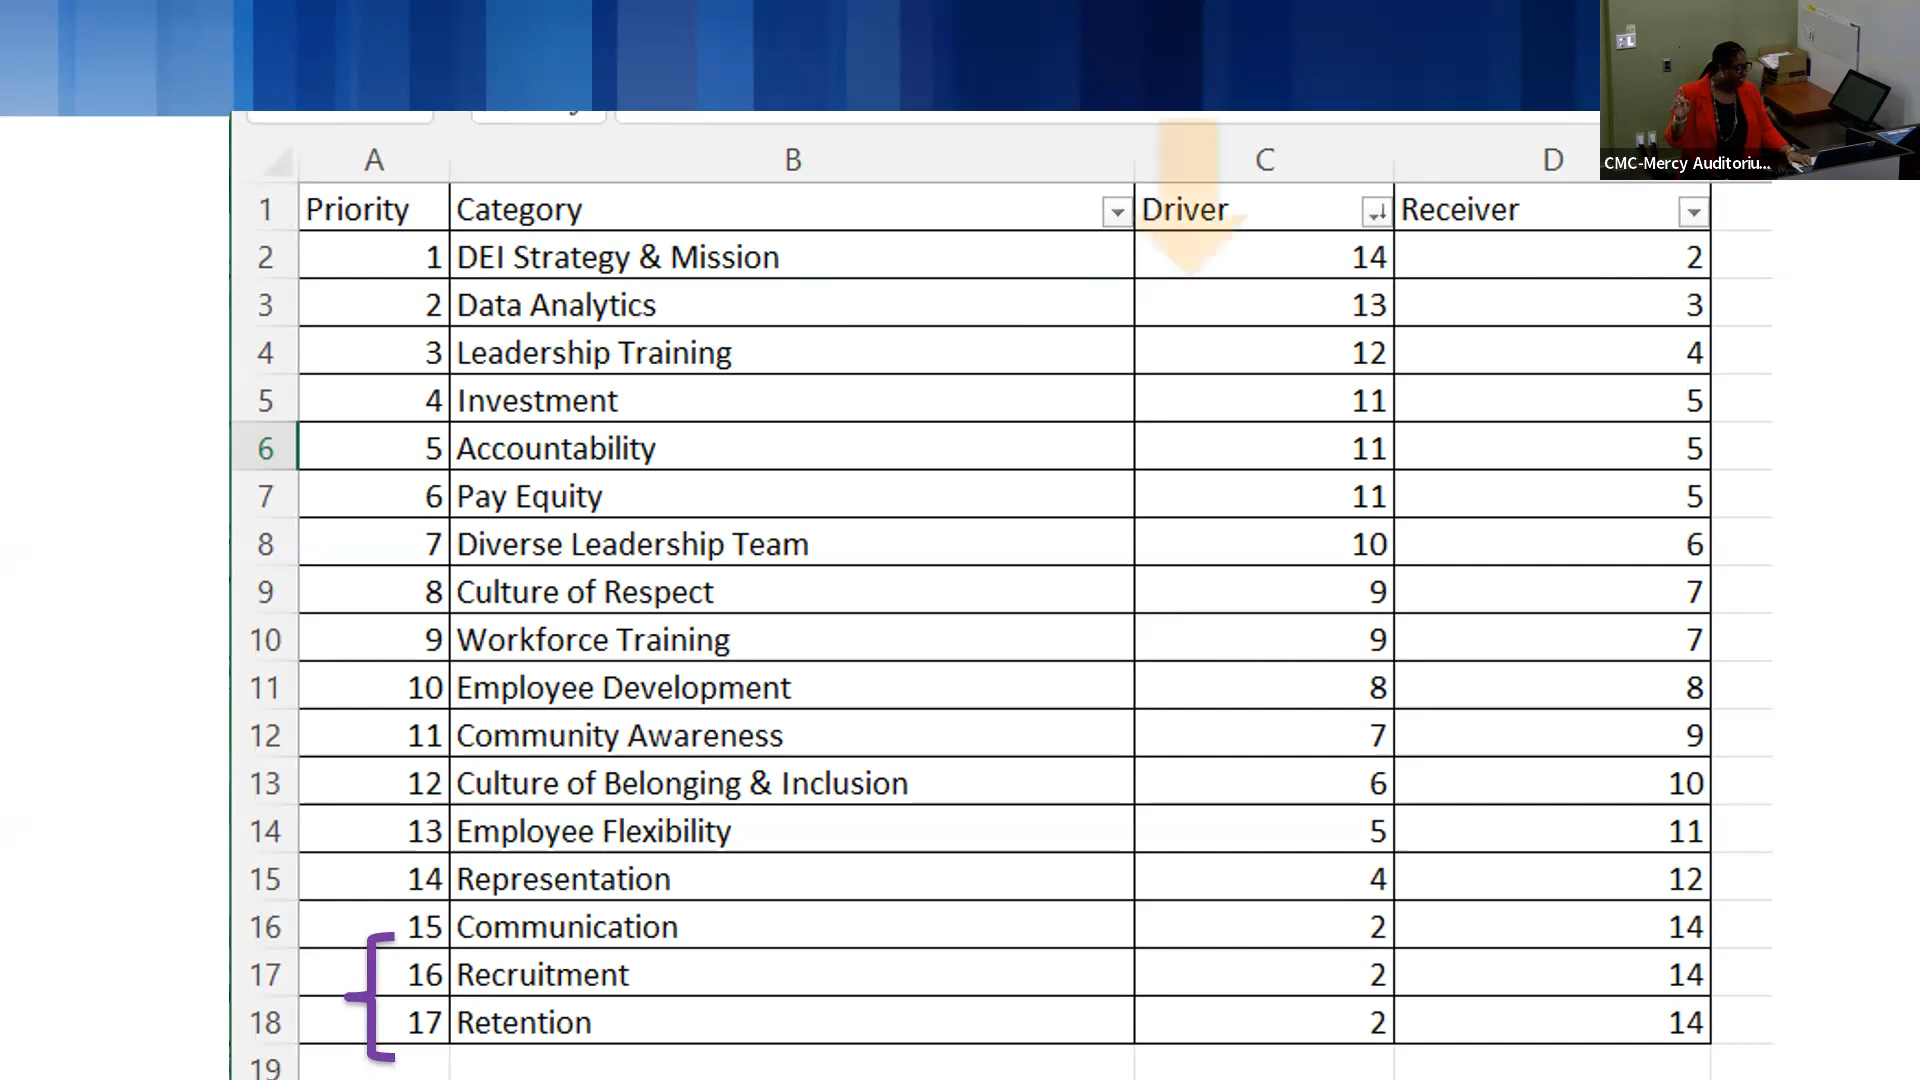 CMC-Mercy Auditoriu...
A B C D
1 Priority Category Driver Receiver
2 1 DEI Strategy & Mission 14 2
3 2 Data Analytics 13 3
4 3 Leadership Training 12 4
5 4 Investment 11 5
6 5 Accountability 11 5
7 6 Pay Equity 11 5
8 7 Diverse Leadership Team 10 6
9 8 Culture of Respect 9 7
10 9 Workforce Training 9 7
11 10 Employee Development 8 8
12 11 Community Awareness 7 9
13 12 Culture of Belonging & Inclusion 6 10
14 13 Employee Flexibility 5 11
15 14 Representation 4 12
16 15 Communication 2 14
17 16 Recruitment 2 14
18 17 Retention 2 14
19